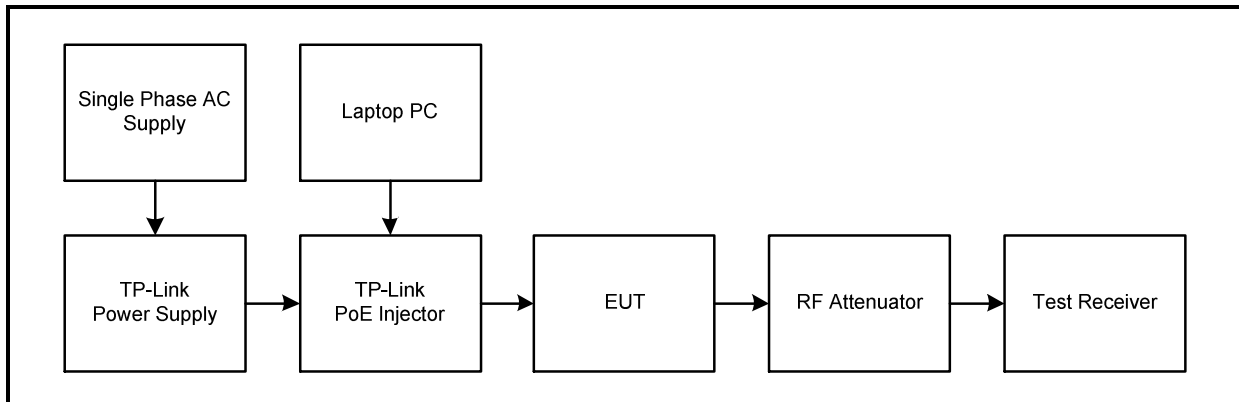 Single Phase AC
Supply
Laptop PC
TP-Link
Power Supply
TP-Link
PoE Injector
EUT
RF Attenuator
Test Receiver